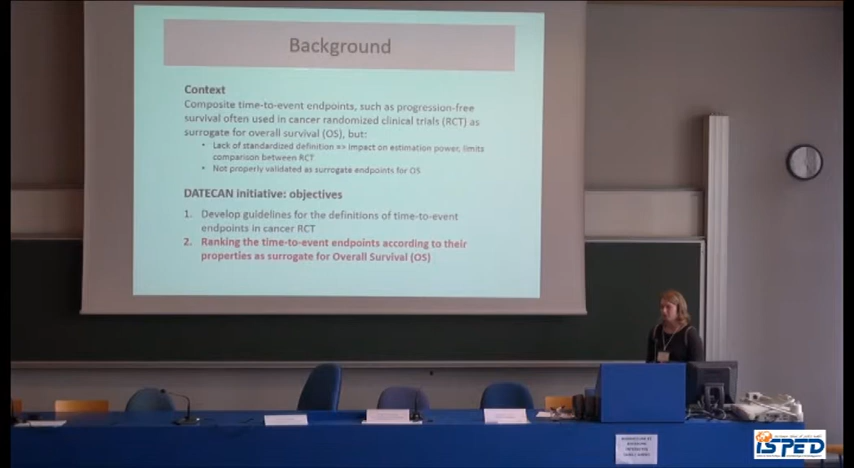 Background
Context
Composite time-to-event endpoints, such as progression-free
survival often used in cancer randomized clinical trials (RCT) as
surrogate for overall survival (OS), but:
• Lack of standardized definition => impact on estimation power, limits
comparison between RCT
• Not properly validated as surrogate endpoints for OS
DATECAN initiative: objectives
1. Develop guidelines for the definitions of time-to-event
endpoints in cancer RCT
2. Ranking the time-to-event endpoints according to their
properties as surrogate for Overall Survival (OS)
ISPED